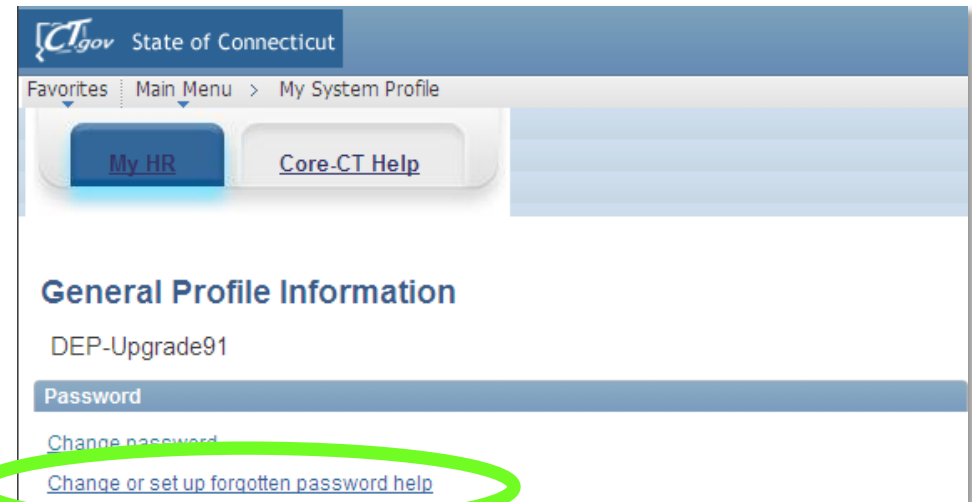 CT.gov State of Connecticut
Favorites Main Menu > My System Profile
My HR Core-CT Help
General Profile Information
DEP-Upgrade91
Password
Change password
Change or set up forgotten password help